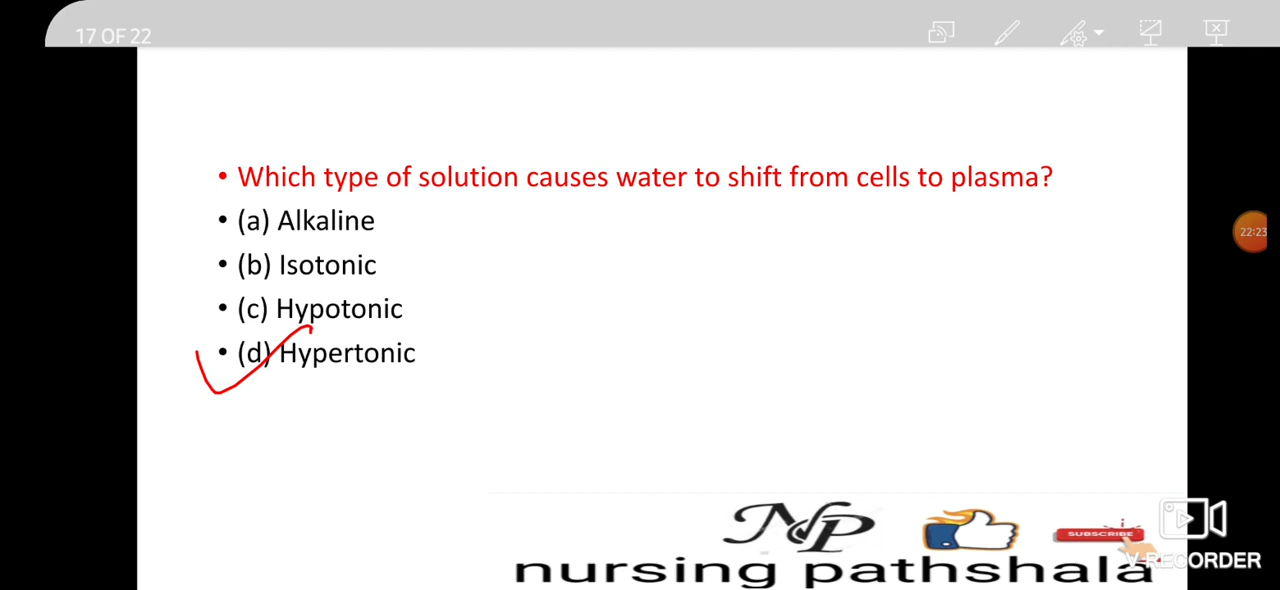 17 OF 22
• Which type of solution causes water to shift from cells to plasma?
• (a) Alkaline
• (b) Isotonic
• (c) Hypotonic
• (d) Hypertonic
22:23
NP
SUBSCRIBE
nursing pathshala
V RECORDER